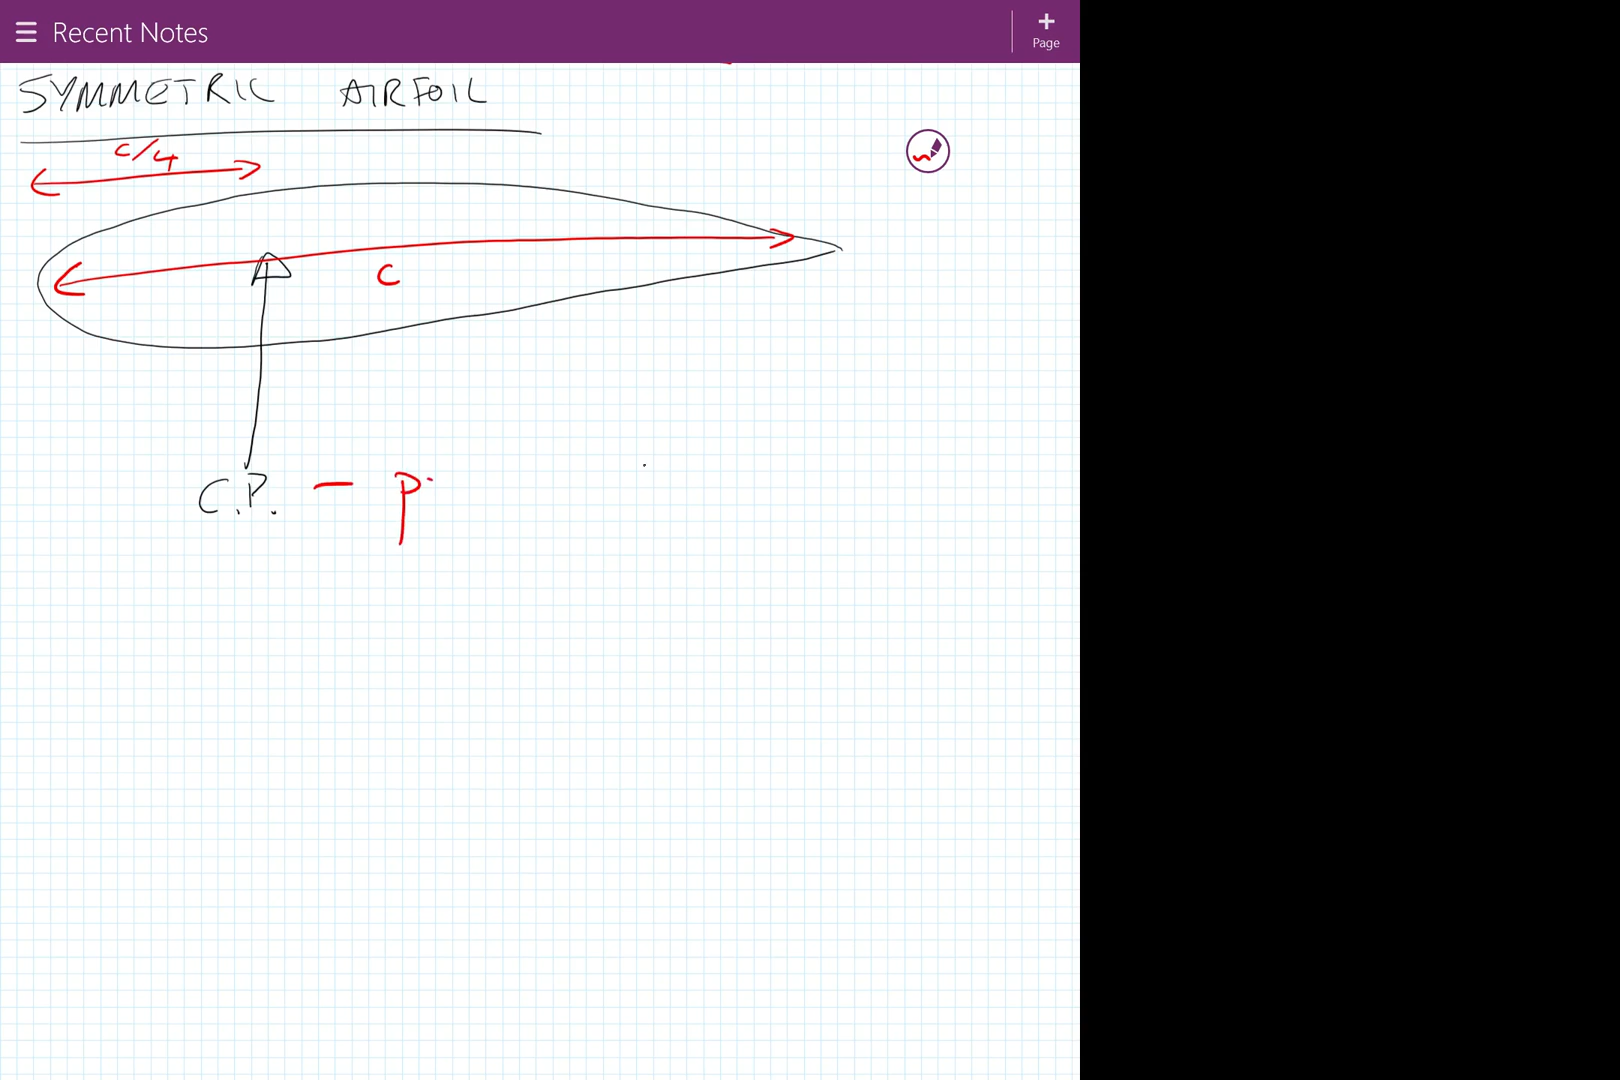 Recent Notes
Page
SYMMETRIC AIRFOIL
c/4
C
C.P. - p